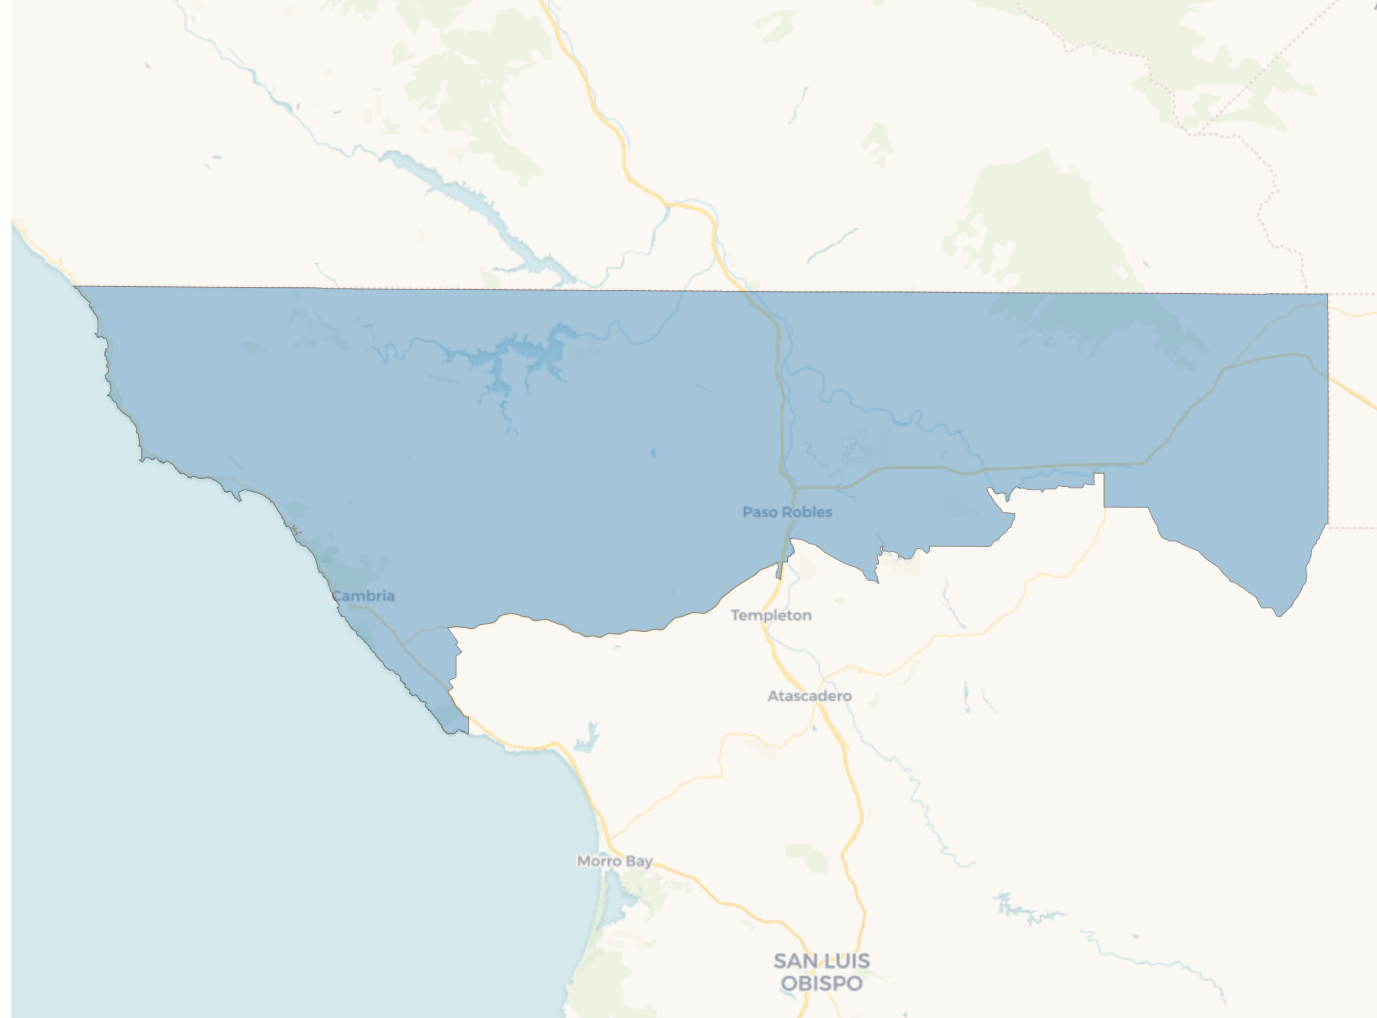 Paso Robles
Cambria
Templeton
Atascadero
Morro Bay
SAN LUIS
OBISPO